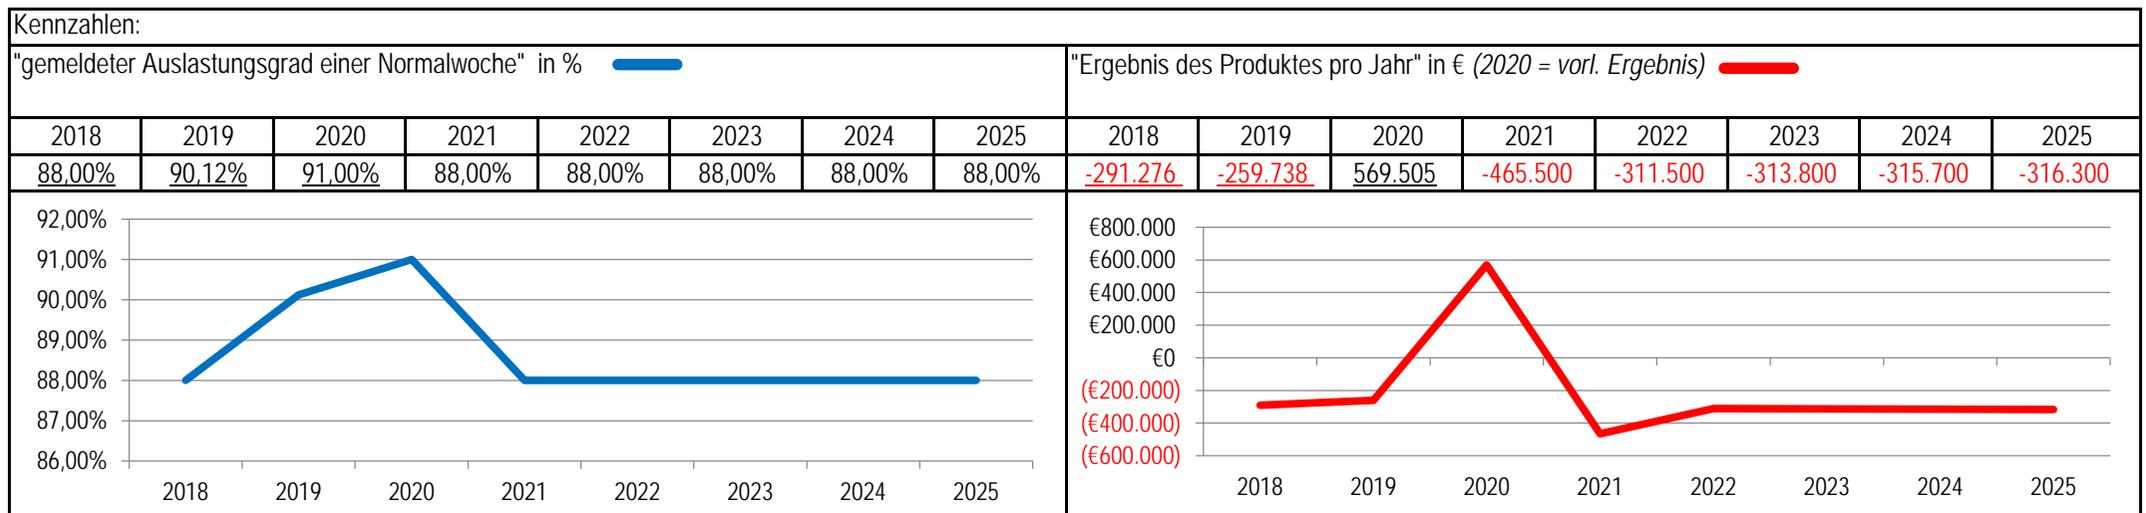 Kennzahlen:
"gemeldeter Auslastungsgrad einer Normalwoche" in %
"Ergebnis des Produktes pro Jahr" in € (2020 = vorl. Ergebnis)
2018 2019 2020 2021 2022 2023 2024 2025 2018 2019 2020 2021 2022 2023 2024 2025
88,00% 90,12% 91,00% 88,00% 88,00% 88,00% 88,00% 88,00% -291.276 -259.738 569.505 -465.500 -311.500 -313.800 -315.700 -316.300
92,00%
91,00%
90,00%
89,00%
88,00%
87,00%
86,00%
2018 2019 2020 2021 2022 2023 2024 2025
€800.000
€600.000
€400.000
€200.000
€0
(€200.000)
(€400.000)
(€600.000)
2018 2019 2020 2021 2022 2023 2024 2025